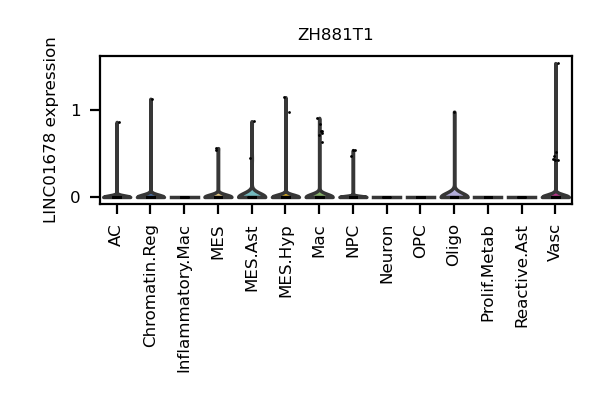 ZH881T1
LINC01678 expression
1
0
AC
Chromatin.Reg
Inflammatory.Mac
MES
MES.Ast
MES.Hyp
Mac
NPC
Neuron
OPC
Oligo
Prolif.Metab
Reactive.Ast
Vasc